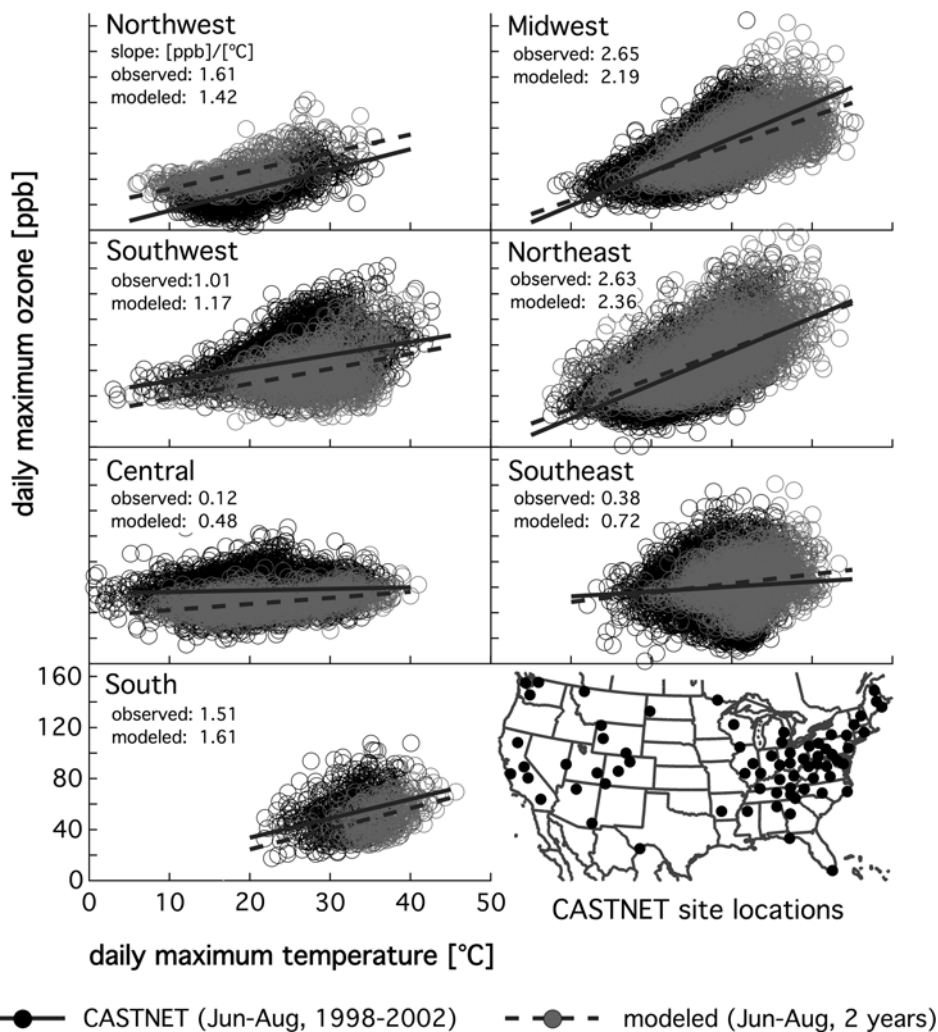 Northwest
slope: [ppb]/[°C]
observed: 1.61
modeled: 1.42
Midwest
observed: 2.65
modeled: 2.19
Southwest
observed:1.01
modeled: 1.17
Northeast
observed: 2.63
modeled: 2.36
Central
observed: 0.12
modeled: 0.48
Southeast
observed: 0.38
modeled: 0.72
South
observed: 1.51
modeled: 1.61
daily maximum ozone [ppb]
160
120
80
40
0
0 10 20 30 40 50
daily maximum temperature [°C]
CASTNET site locations
CASTNET (Jun-Aug, 1998-2002)
modeled (Jun-Aug, 2 years)